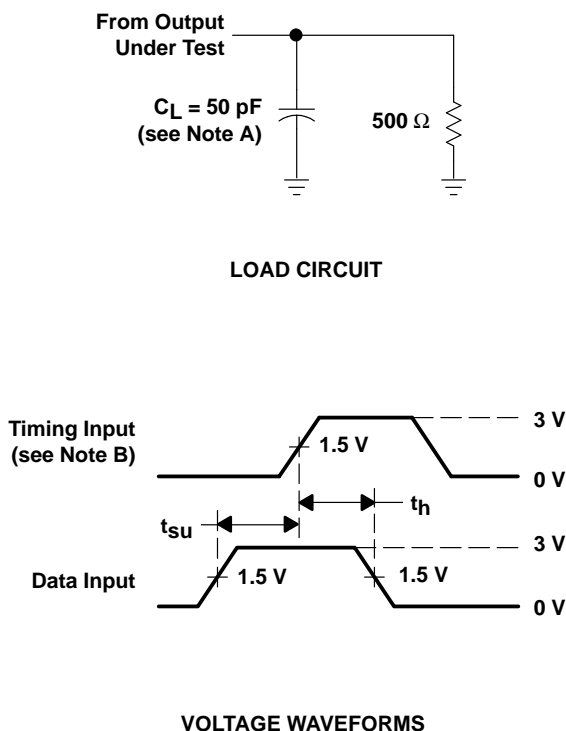 From Output
Under Test
C_L = 50 pF
(see Note A)
500 Ω
LOAD CIRCUIT
Timing Input
(see Note B)
1.5 V
3 V
0 V
t_h
t_su
Data Input
1.5 V
1.5 V
3 V
0 V
VOLTAGE WAVEFORMS